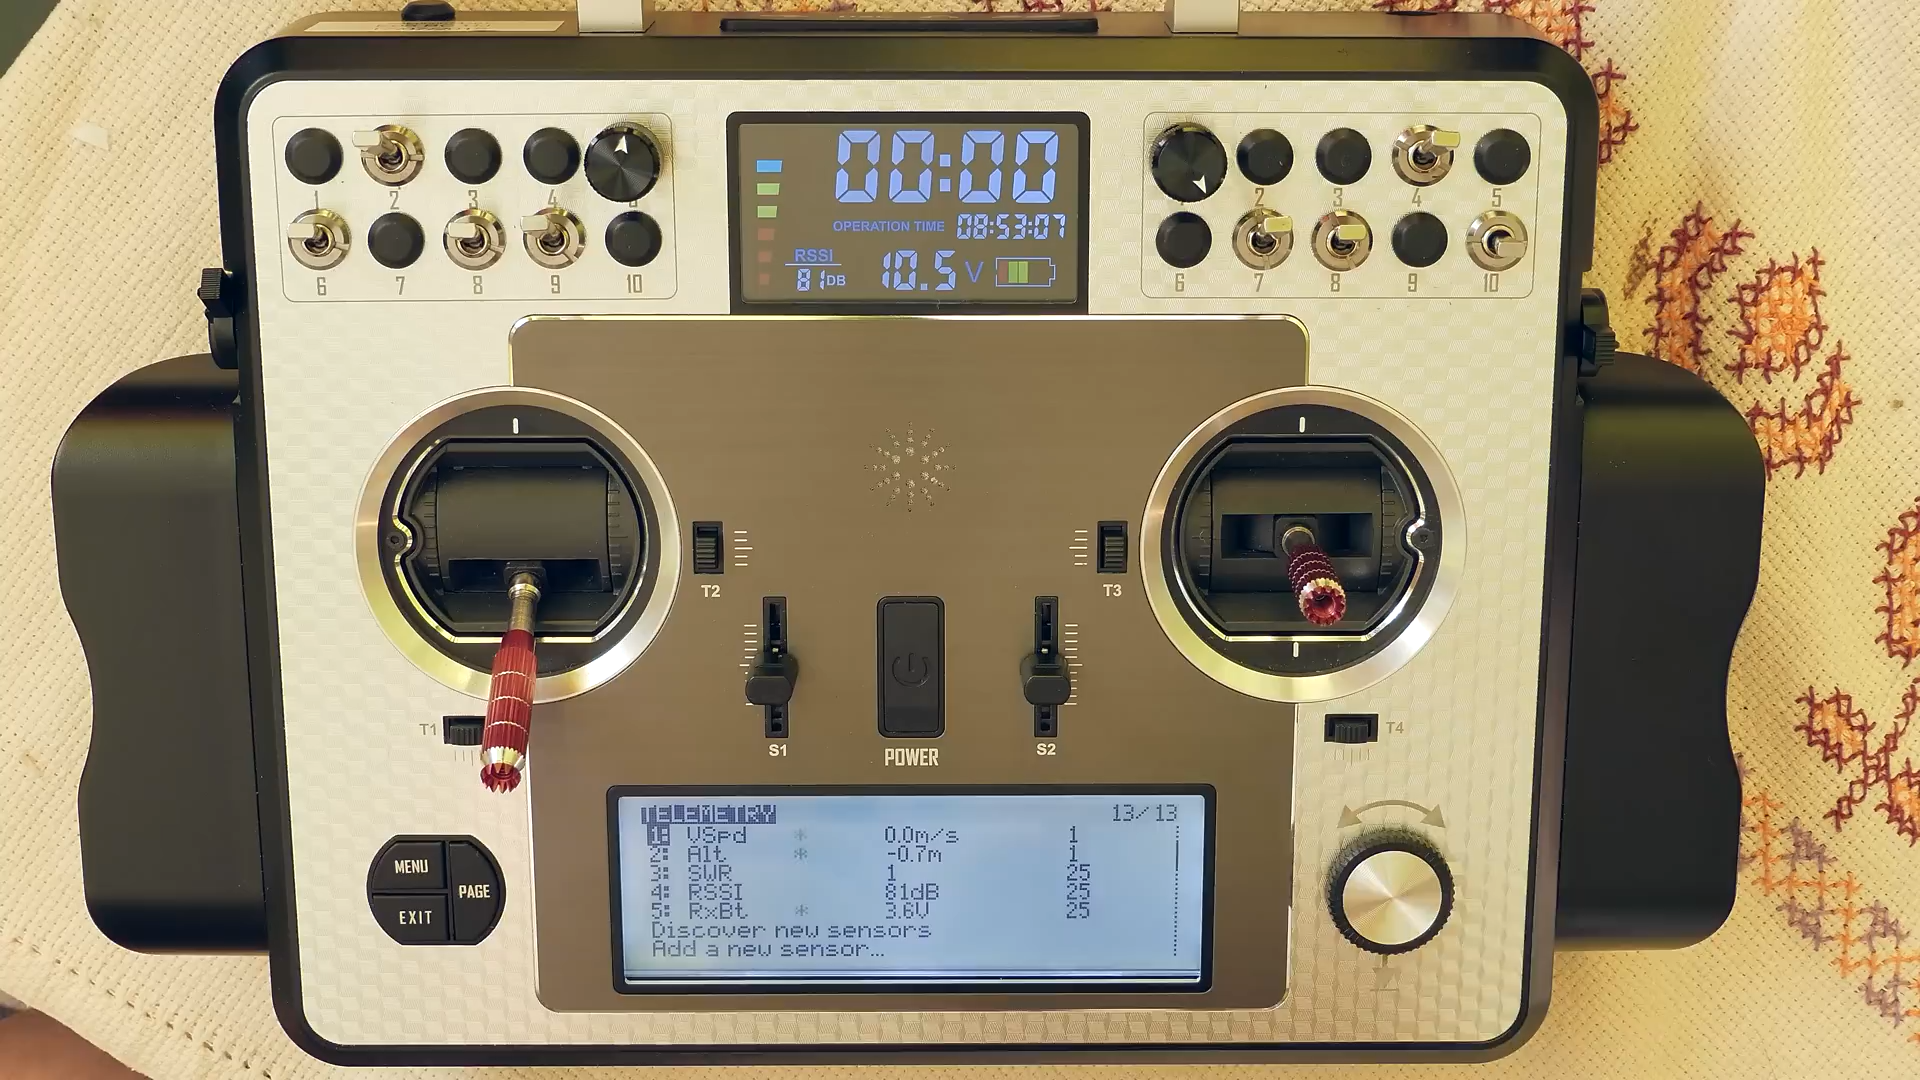 00:00
OPERATION TIME 08:53:07
RSSI
81DB 10.5 V
1 2 3 4
6 7 8 9 10
2 3 4 5
6 7 8 9 10
T2
T3
T1
S1
POWER
S2
T4
MENU
PAGE
EXIT
TELEMETRY 13/13
1: VSpd * 0.0m/s 1
2: Alt * -0.7m 1
3: SWR 1 25
4: RSSI 81dB 25
5: RxBt * 3.6V 25
Discover new sensors
Add a new sensor...